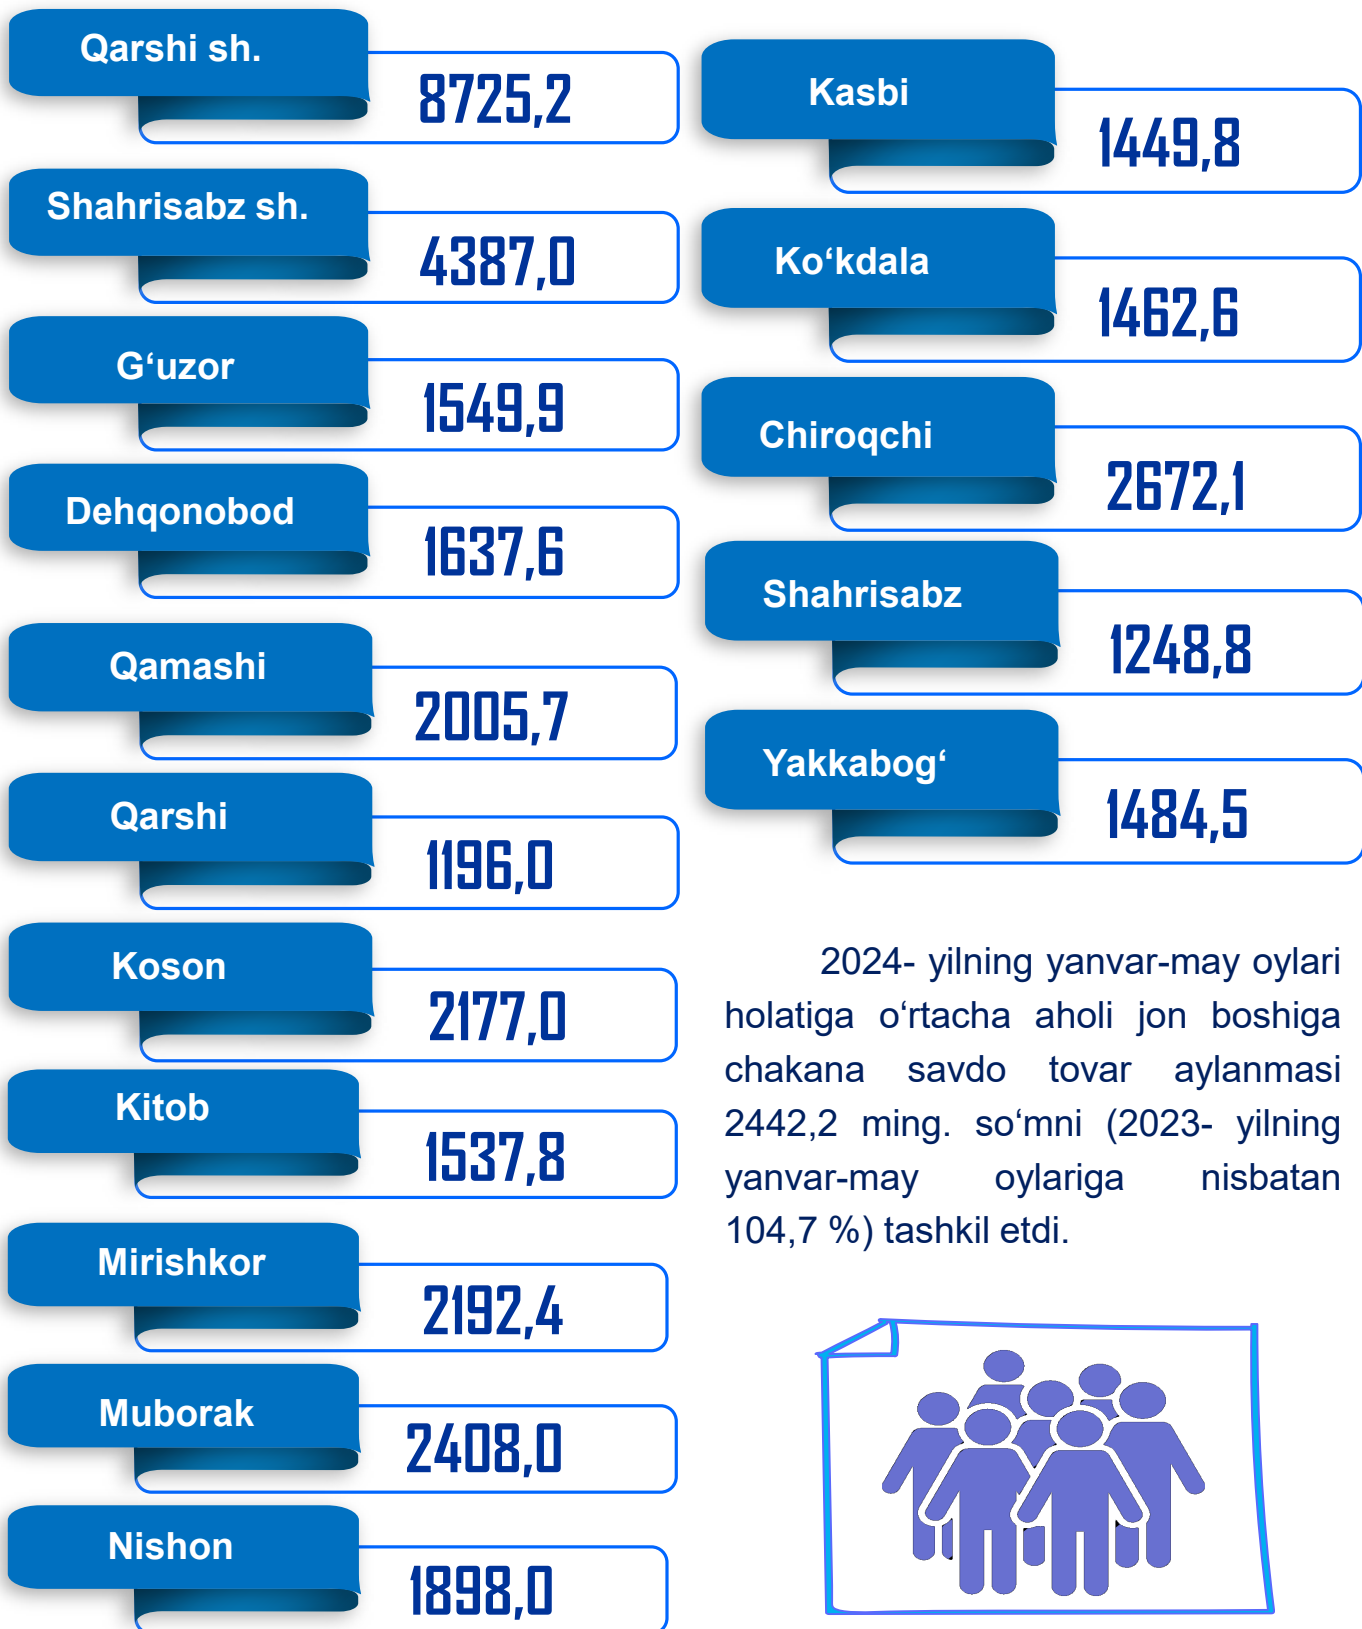 Qarshi sh.
8725,2
Shahrisabz sh.
4387,0
G‘uzor
1549,9
Dehqonobod
1637,6
Qamashi
2005,7
Qarshi
1196,0
Koson
2177,0
Kitob
1537,8
Mirishkor
2192,4
Muborak
2408,0
Nishon
1898,0
Kasbi
1449,8
Ko‘kdala
1462,6
Chiroqchi
2672,1
Shahrisabz
1248,8
Yakkabog‘
1484,5
2024- yilning yanvar-may oylari
holatiga o‘rtacha aholi jon boshiga
chakana savdo tovar aylanmasi
2442,2 ming. so‘mni (2023- yilning
yanvar-may oylariga nisbatan
104,7 %) tashkil etdi.